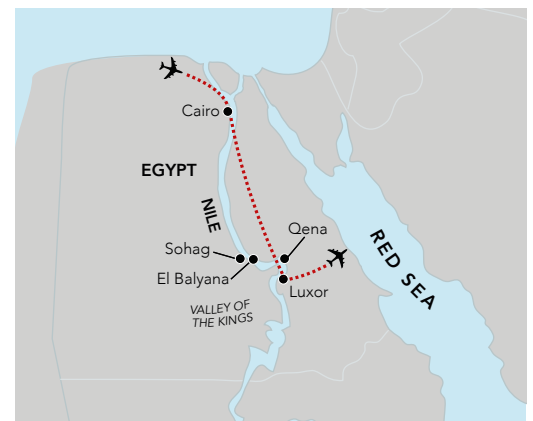 Cairo
EGYPT
NILE
Qena
Sohag
RED SEA
El Balyana
Luxor
VALLEY OF
THE KINGS